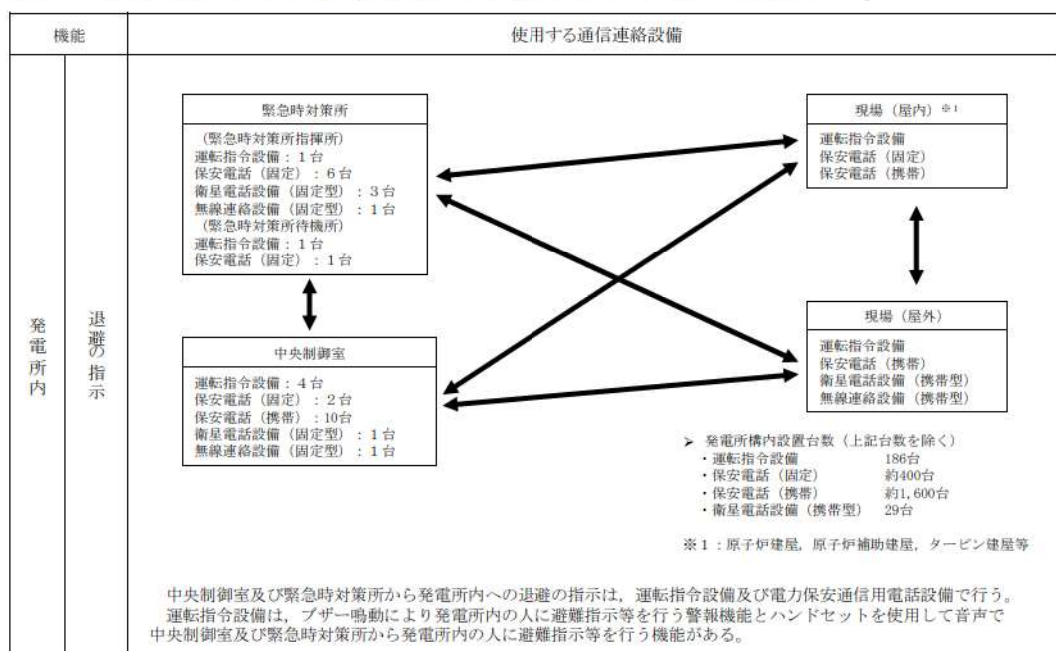 機能
使用する通信連絡設備
発電所内
退避の指示
緊急時対策所
(緊急時対策所指揮所)
運転指令設備:1台
保安電話(固定):6台
衛星電話設備(固定型):3台
無線連絡設備(固定型):1台
(緊急時対策所待機所)
運転指令設備:1台
保安電話(固定):1台
中央制御室
運転指令設備:4台
保安電話(固定):2台
保安電話(携帯):10台
衛星電話設備(固定型):1台
無線連絡設備(固定型):1台
現場(屋内)※1
運転指令設備
保安電話(固定)
保安電話(携帯)
現場(屋外)
運転指令設備
保安電話(携帯)
衛星電話設備(携帯型)
無線連絡設備(携帯型)
➢ 発電所構内設置台数(上記台数を除く)
・運転指令設備 186台
・保安電話(固定) 約400台
・保安電話(携帯) 約1,600台
・衛星電話設備(携帯型) 29台
※1:原子炉建屋,原子炉補助建屋,タービン建屋等
中央制御室及び緊急時対策所から発電所内への退避の指示は,運転指令設備及び電力保安通信用電話設備で行う。
運転指令設備は,ブザー鳴動により発電所内の人に避難指示等を行う警報機能とハンドセットを使用して音声で
中央制御室及び緊急時対策所から発電所内の人に避難指示等を行う機能がある。